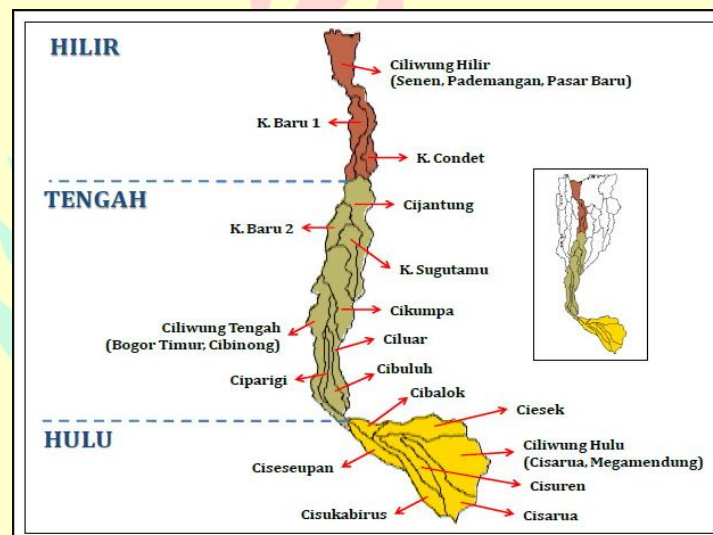 HILIR
Ciliwung Hilir
(Senen, Pademangan, Pasar Baru)
K. Baru 1
K. Condet
TENGAH
Cijantung
K. Baru 2
K. Sugutamu
Cikumpa
Ciliwung Tengah
(Bogor Timur, Cibinong)
Ciluar
Ciparigi
Cibuluh
Cibalok
Ciesek
HULU
Ciliwung Hulu
(Cisarua, Megamendung)
Ciseseupan
Cisuren
Cisukabirus
Cisarua